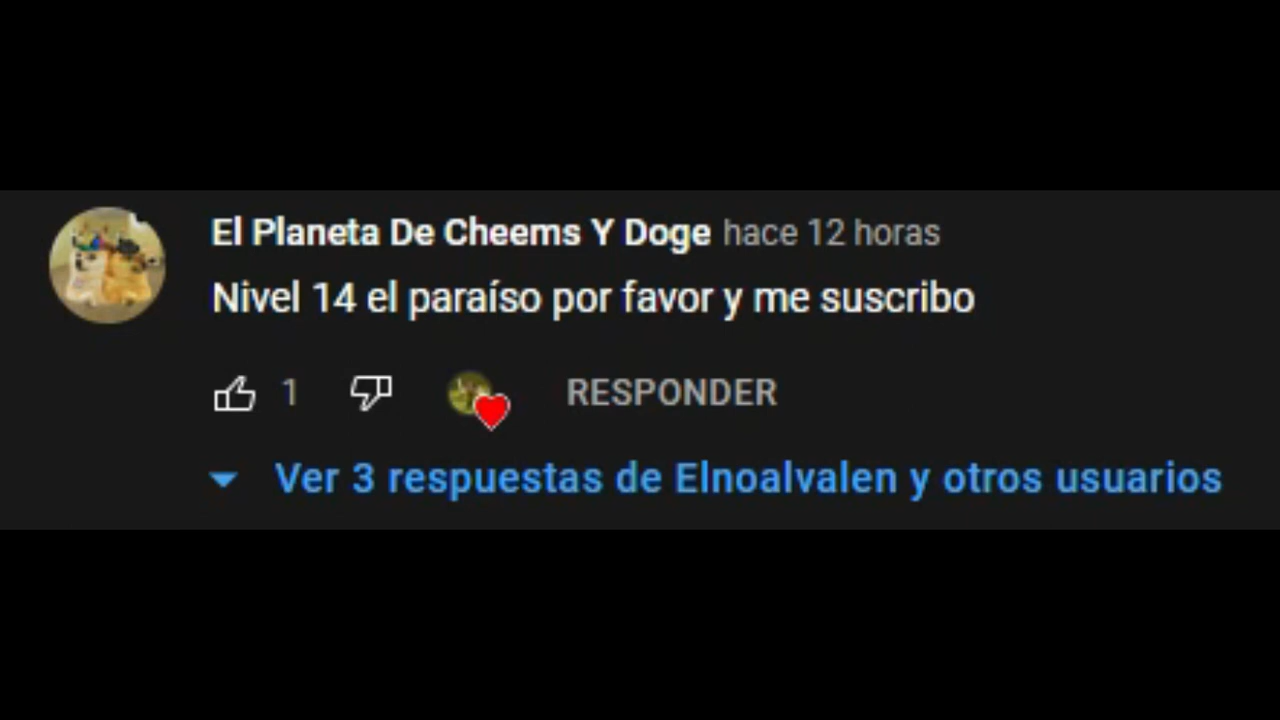 El Planeta De Cheems Y Doge hace 12 horas
Nivel 14 el paraíso por favor y me suscribo
1 RESPONDER
Ver 3 respuestas de Elnoalvalen y otros usuarios